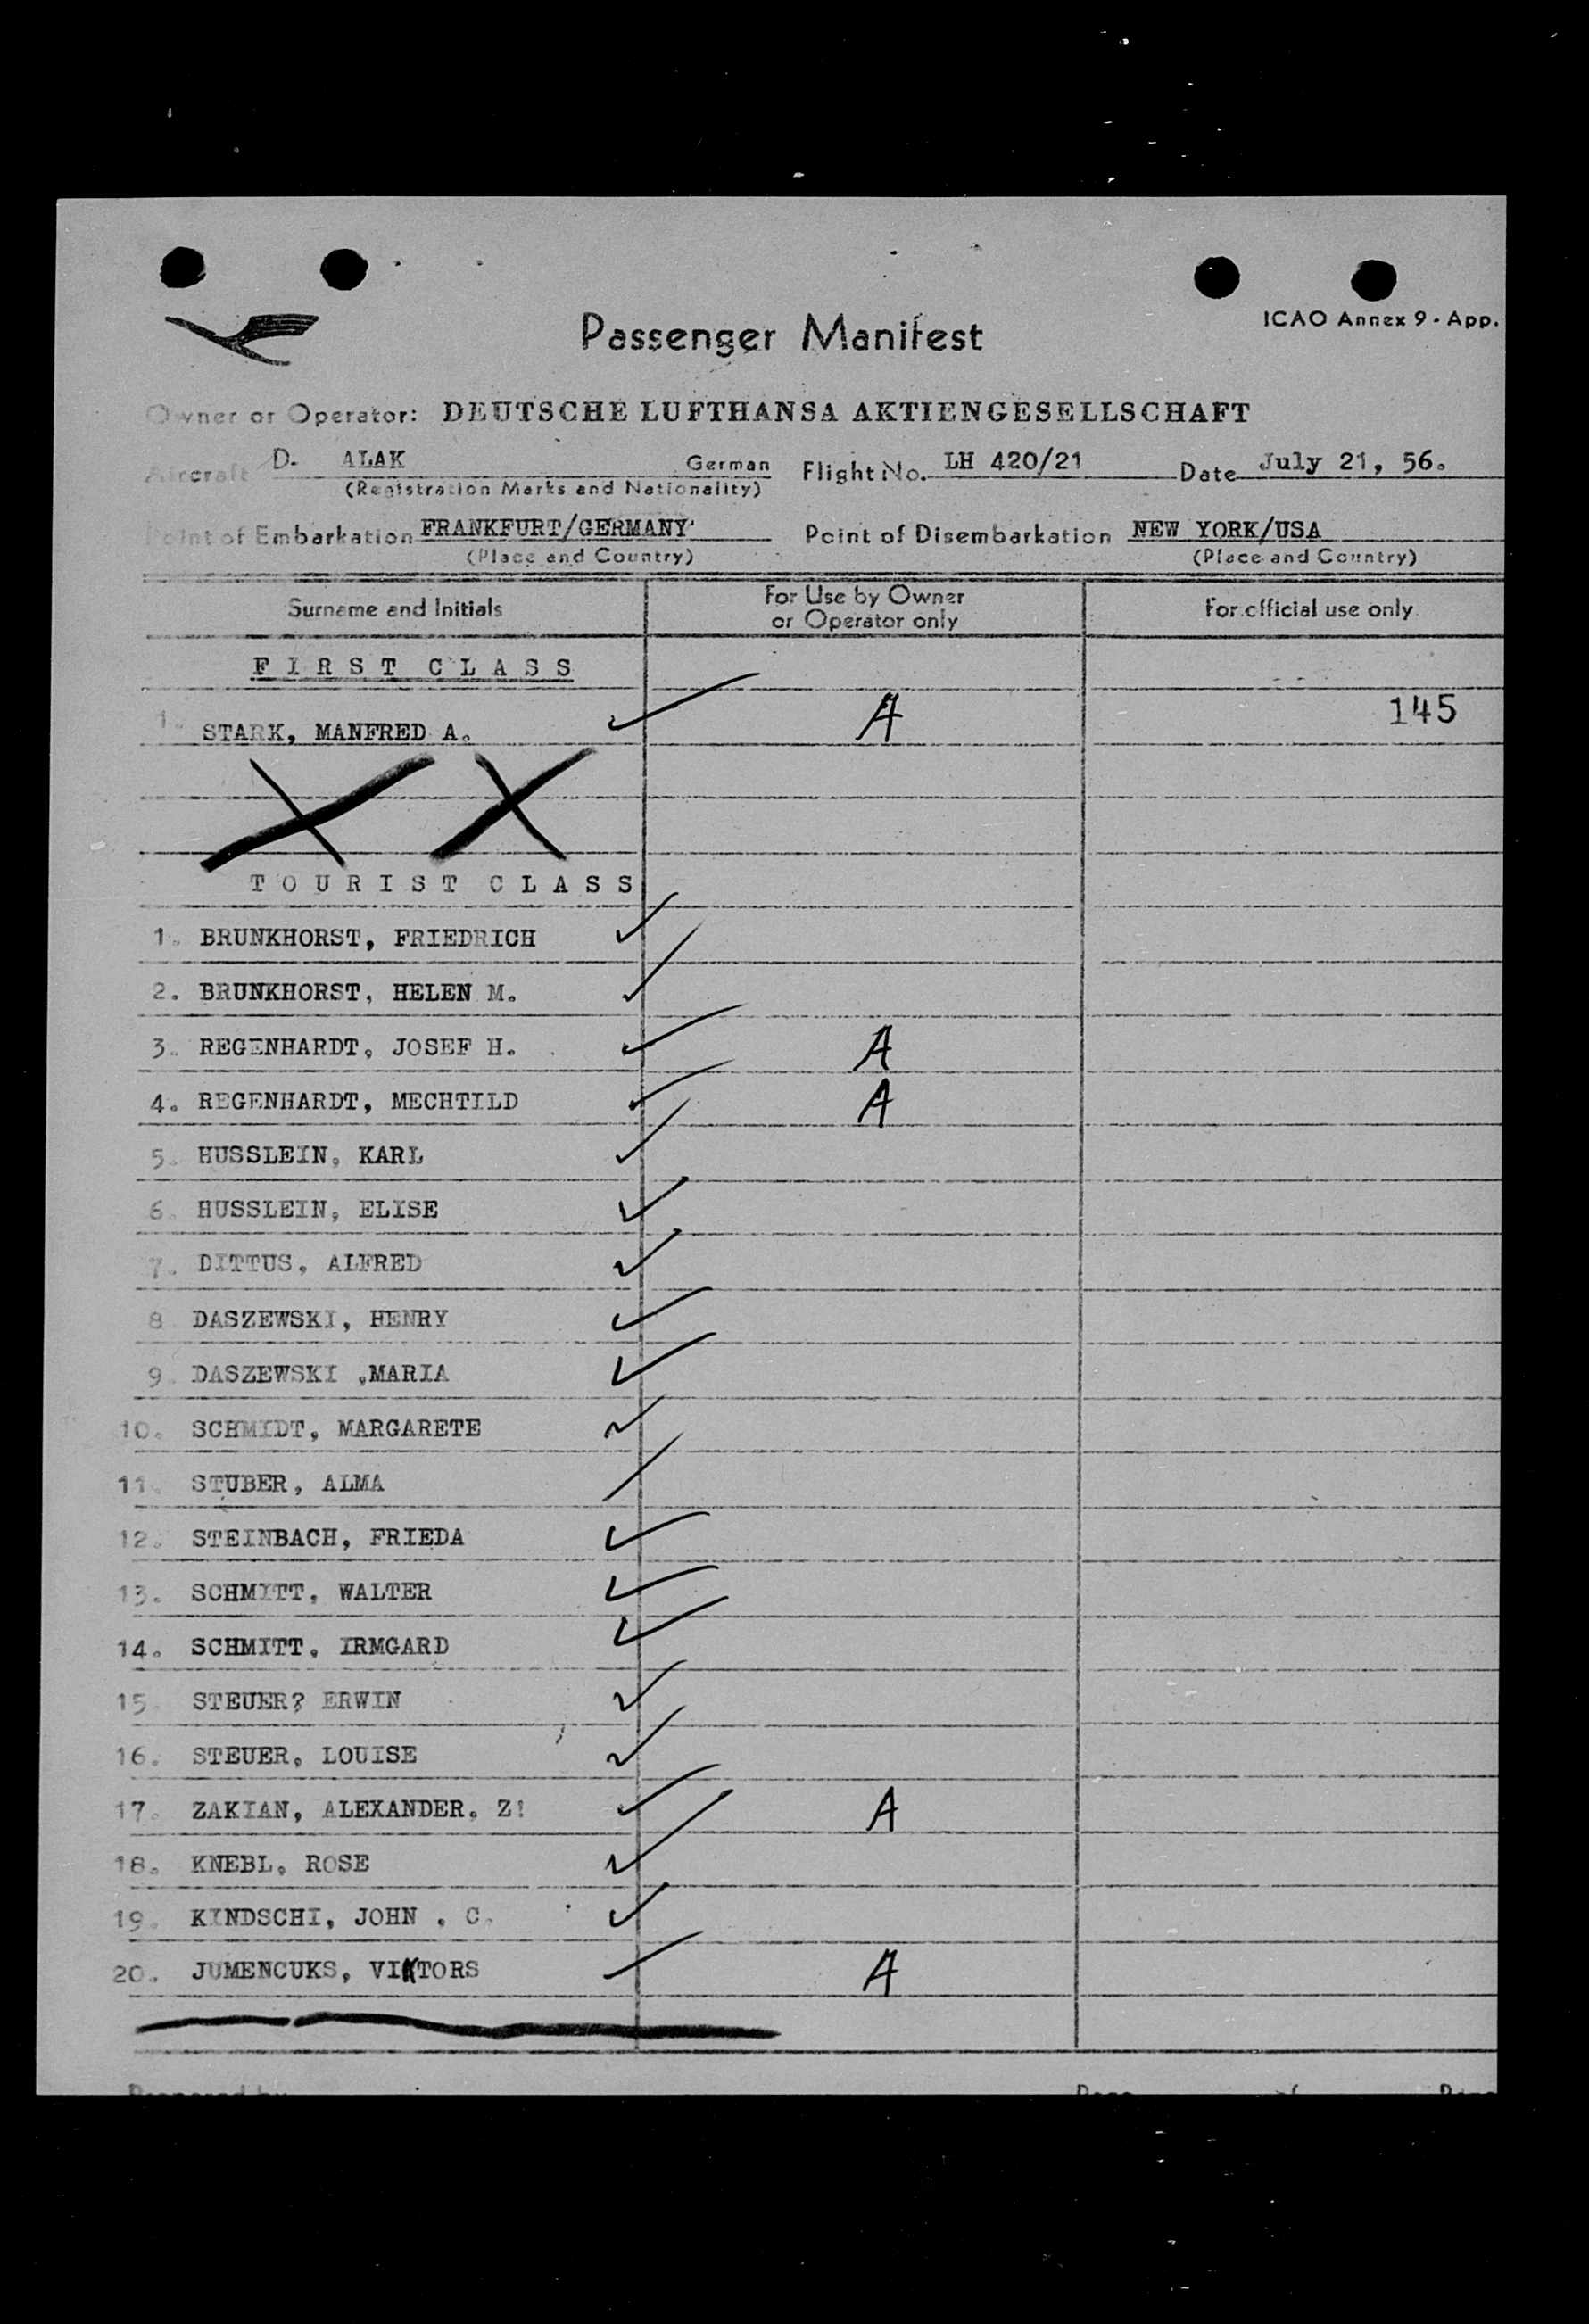 Passenger Manifest
ICAO Annex 9 - App.
Owner or Operator: DEUTSCHE LUFTHANSA AKTIENGESELLSCHAFT
Aircraft D. ALAK German Flight No. LH 420/21 Date July 21, 56.
(Registration Marks and Nationality)
Point of Embarkation FRANKFURT/GERMANY Point of Disembarkation NEW YORK/USA
(Place and Country) (Place and Country)
Surname and Initials For Use by Owner or Operator only For official use only
FIRST CLASS
1. STARK, MANFRED A. A 145
TOURIST CLASS
1. BRUNKHORST, FRIEDRICH
2. BRUNKHORST, HELEN M.
3. REGENHARDT, JOSEF H. A
4. REGENHARDT, MECHTILD A
5. HUSSLEIN, KARL
6. HUSSLEIN, ELISE
7. DITTUS, ALFRED
8 DASZEWSKI, HENRY
9. DASZEWSKI ,MARIA
10. SCHMIDT, MARGARETE
11. STUBER, ALMA
12. STEINBACH, FRIEDA
13. SCHMITT, WALTER
14. SCHMITT, IRMGARD
15 STEUER? ERWIN
16. STEUER, LOUISE
17. ZAKIAN, ALEXANDER. Z! A
18. KNEBL, ROSE
19. KINDSCHI, JOHN . C.
20. JUMENCUKS, VIKTORS A